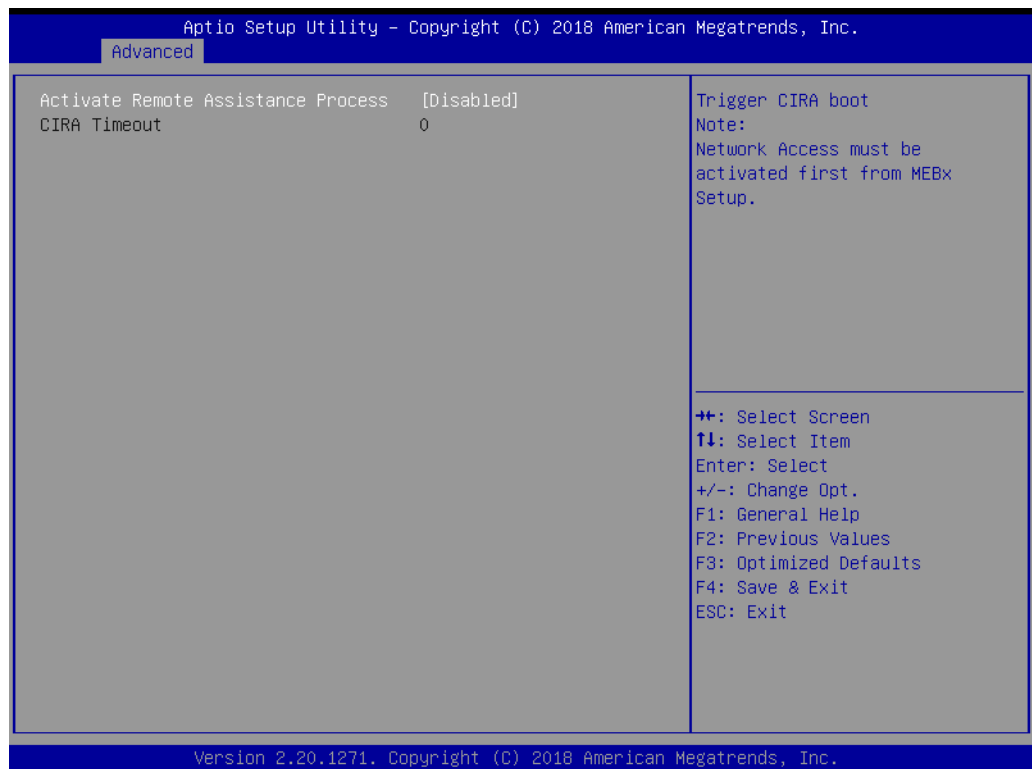 Aptio Setup Utility – Copyright (C) 2018 American Megatrends, Inc.
Advanced
Activate Remote Assistance Process [Disabled]
CIRA Timeout 0
Trigger CIRA boot
Note:
Network Access must be
activated first from MEBx
Setup.
→←: Select Screen
↑↓: Select Item
Enter: Select
+/-: Change Opt.
F1: General Help
F2: Previous Values
F3: Optimized Defaults
F4: Save & Exit
ESC: Exit
Version 2.20.1271. Copyright (C) 2018 American Megatrends, Inc.